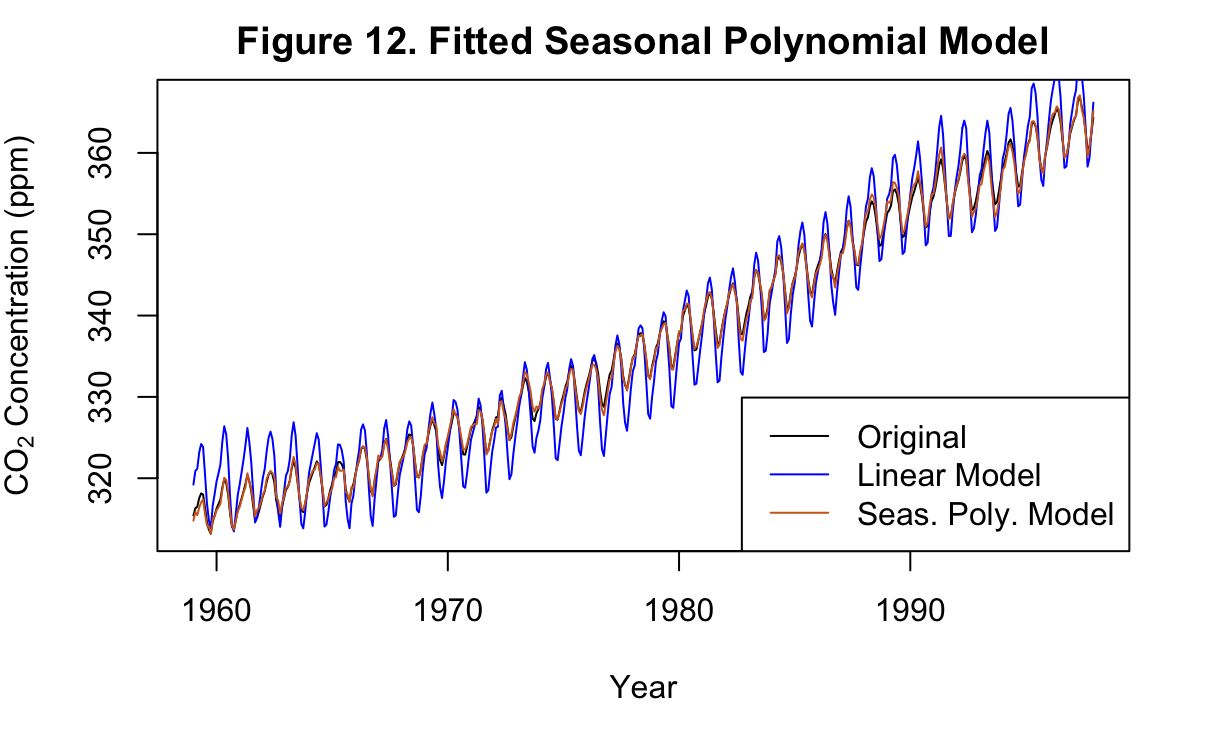 Figure 12. Fitted Seasonal Polynomial Model
CO₂ Concentration (ppm)
360
350
340
330
320
Original
Linear Model
Seas. Poly. Model
1960 1970 1980 1990
Year